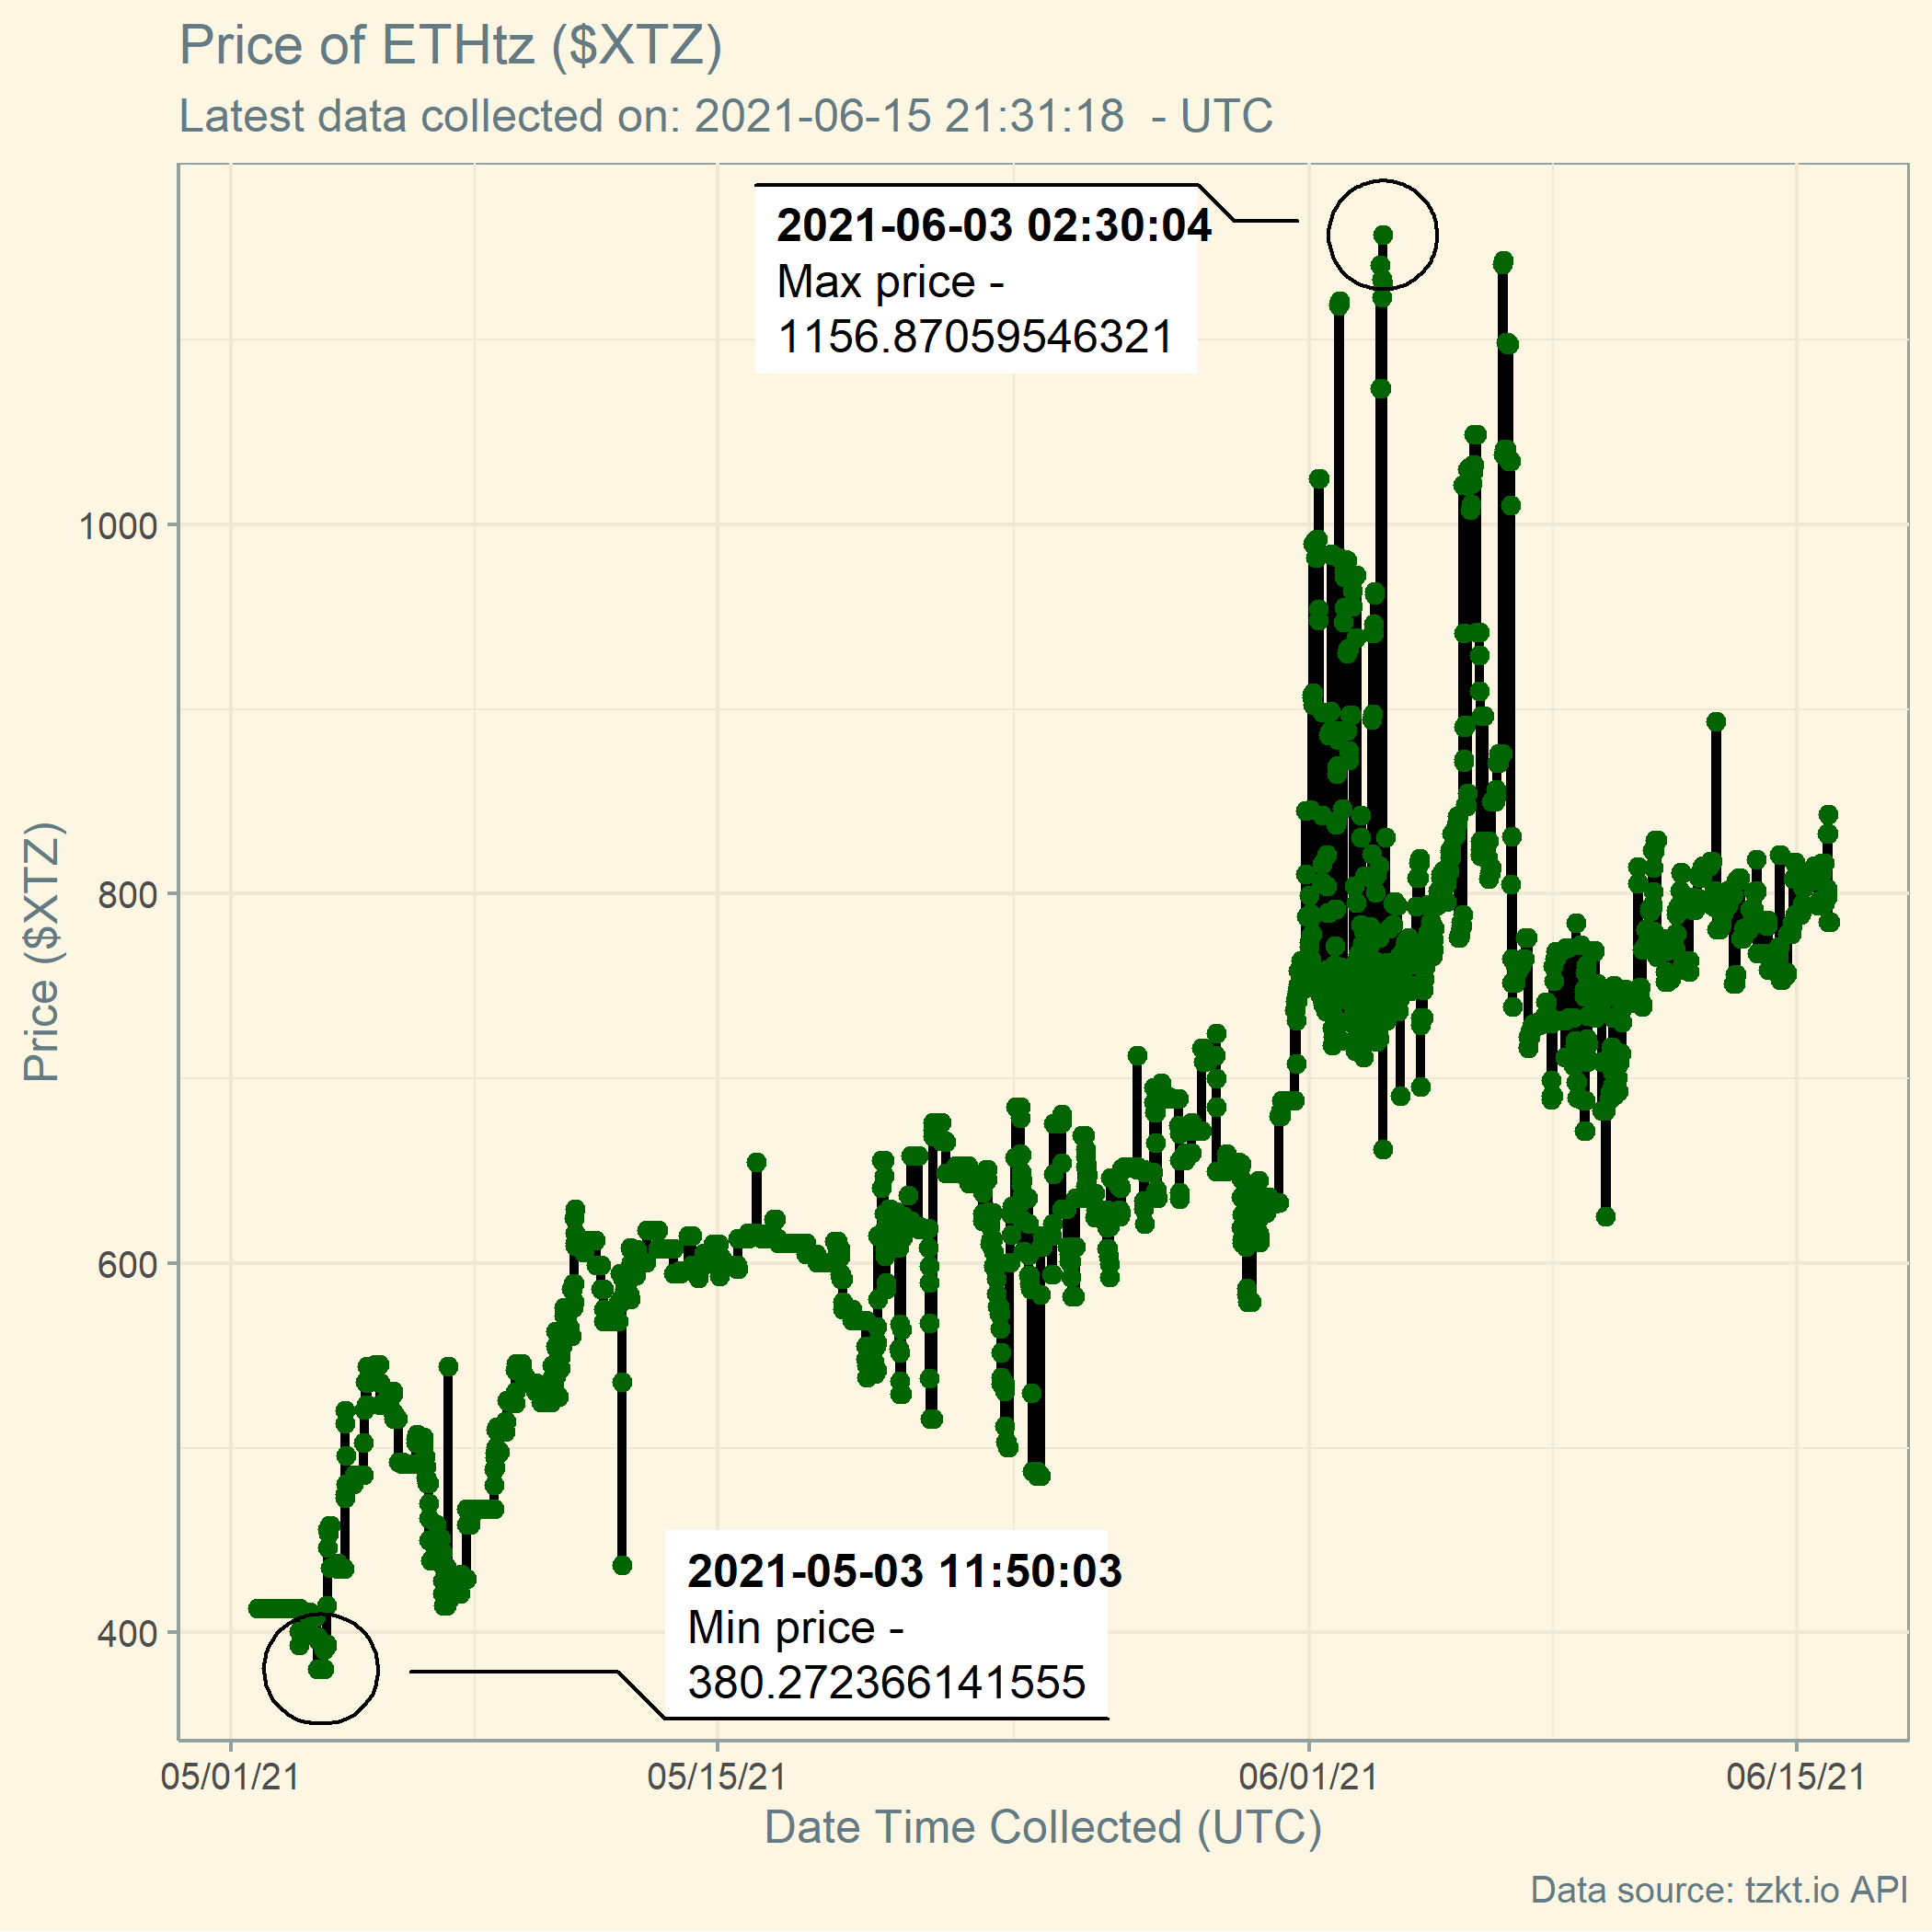 Price of ETHtz ($XTZ)
Latest data collected on: 2021-06-15 21:31:18  - UTC
2021-06-03 02:30:04
Max price -
1156.87059546321
1000
800
600
400
Price ($XTZ)
2021-05-03 11:50:03
Min price -
380.272366141555
05/01/21
05/15/21
06/01/21
06/15/21
Date Time Collected (UTC)
Data source: tzkt.io API